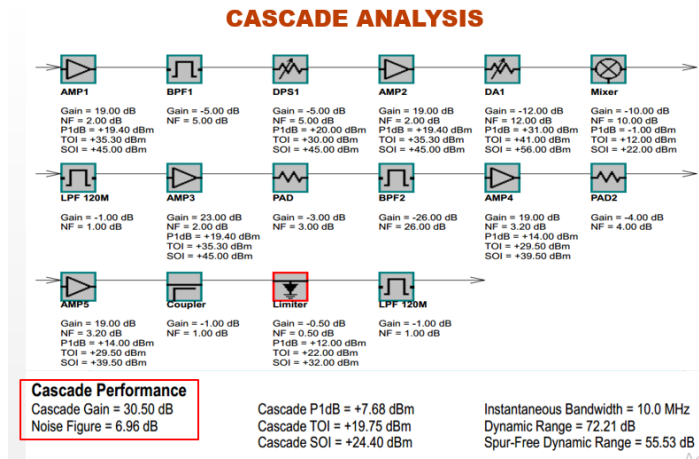 CASCADE ANALYSIS
AMP1 BPF1 DPS1 AMP2 DA1 Mixer
Gain = 19.00 dB Gain = -5.00 dB Gain = -5.00 dB Gain = 19.00 dB Gain = -12.00 dB Gain = -10.00 dB
NF = 2.00 dB NF = 5.00 dB NF = 5.00 dB NF = 2.00 dB NF = 12.00 dB NF = 10.00 dB
P1dB = +19.40 dBm P1dB = +20.00 dBm P1dB = +19.40 dBm P1dB = +31.00 dBm P1dB = -1.00 dBm
TOI = +35.30 dBm TOI = +30.00 dBm TOI = +35.30 dBm TOI = +41.00 dBm TOI = +12.00 dBm
SOI = +45.00 dBm SOI = +45.00 dBm SOI = +45.00 dBm SOI = +56.00 dBm SOI = +22.00 dBm
LPF 120M AMP3 PAD BPF2 AMP4 PAD2
Gain = -1.00 dB Gain = 23.00 dB Gain = -3.00 dB Gain = -26.00 dB Gain = 19.00 dB Gain = -4.00 dB
NF = 1.00 dB NF = 2.00 dB NF = 3.00 dB NF = 26.00 dB NF = 3.20 dB NF = 4.00 dB
P1dB = +19.40 dBm P1dB = +14.00 dBm
TOI = +35.30 dBm TOI = +29.50 dBm
SOI = +45.00 dBm SOI = +39.50 dBm
AMP5 Coupler Limiter LPF 120M
Gain = 19.00 dB Gain = -1.00 dB Gain = -0.50 dB Gain = -1.00 dB
NF = 3.20 dB NF = 1.00 dB NF = 0.50 dB NF = 1.00 dB
P1dB = +14.00 dBm P1dB = +12.00 dBm
TOI = +29.50 dBm TOI = +22.00 dBm
SOI = +39.50 dBm SOI = +32.00 dBm
Cascade Performance
Cascade Gain = 30.50 dB Cascade P1dB = +7.68 dBm Instantaneous Bandwidth = 10.0 MHz
Noise Figure = 6.96 dB Cascade TOI = +19.75 dBm Dynamic Range = 72.21 dB
Cascade SOI = +24.40 dBm Spur-Free Dynamic Range = 55.53 dB